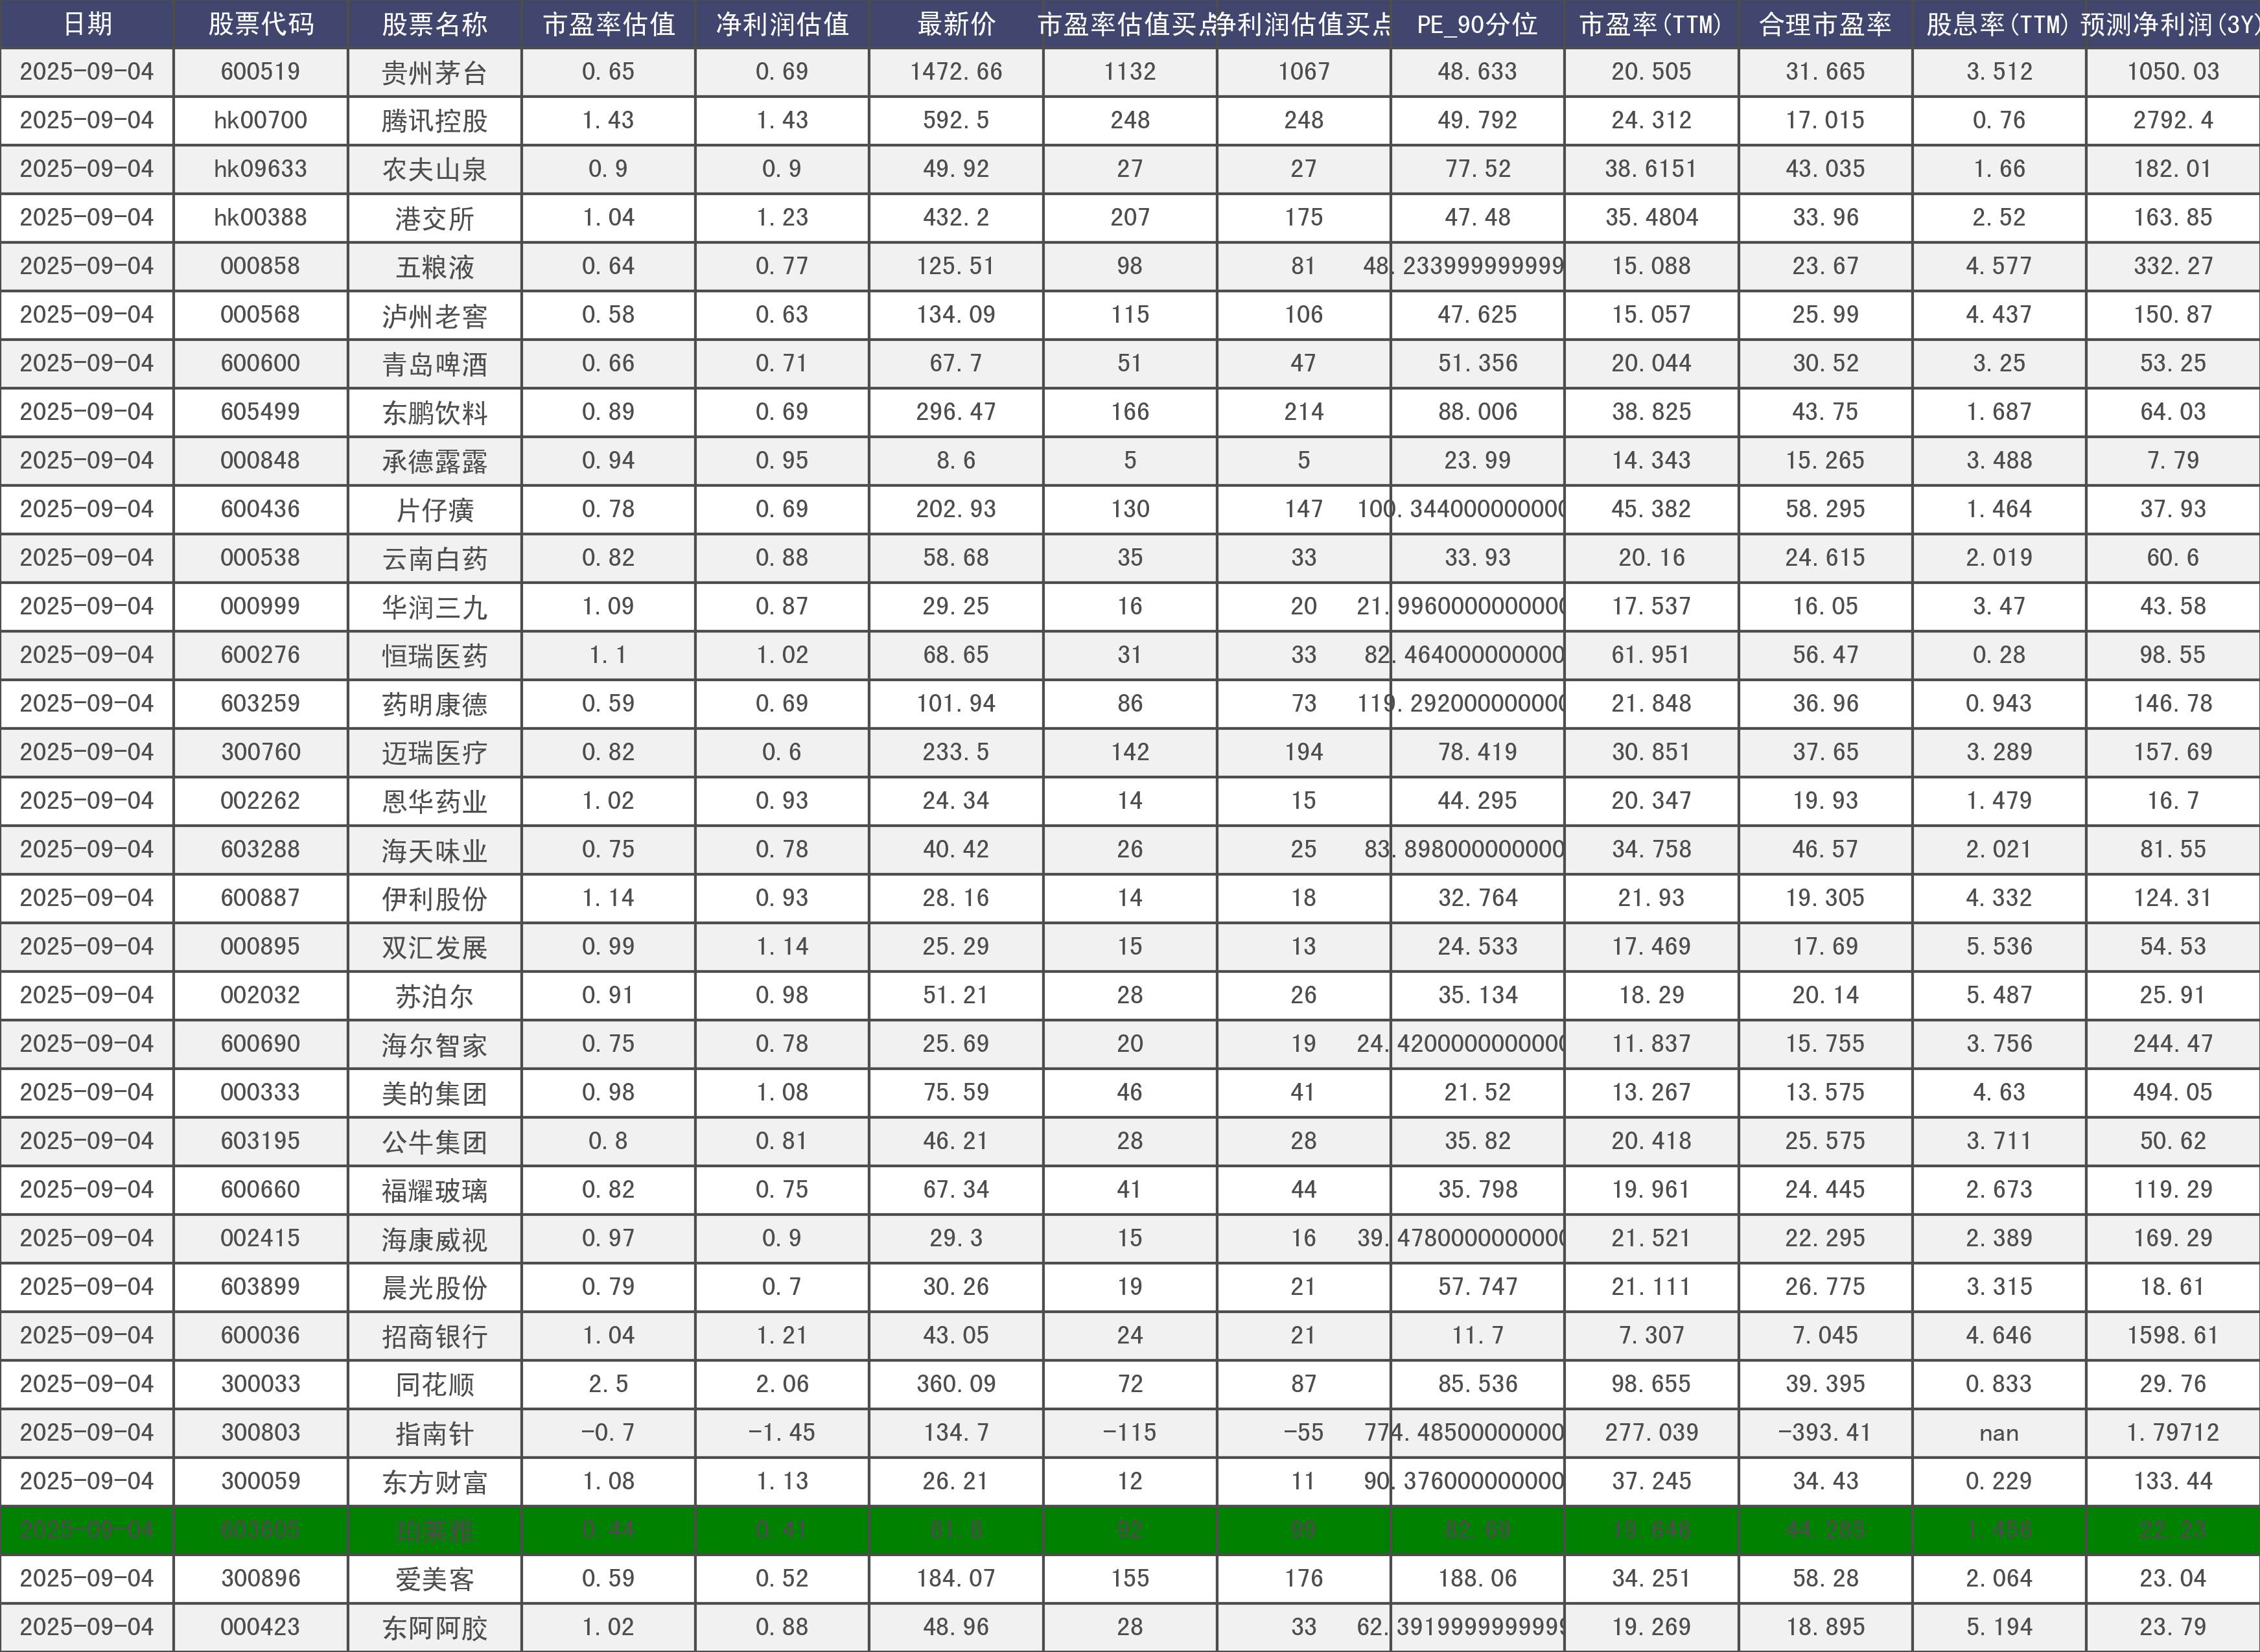 日期 股票代码 股票名称 市盈率估值 净利润估值 最新价 市盈率估值买点 净利润估值买点 PE_90分位 市盈率(TTM) 合理市盈率 股息率(TTM) 预测净利润(3Y)
2025-09-04 600519 贵州茅台 0.65 0.69 1472.66 1132 1067 48.633 20.505 31.665 3.512 1050.03
2025-09-04 hk00700 腾讯控股 1.43 1.43 592.5 248 248 49.792 24.312 17.015 0.76 2792.4
2025-09-04 hk09633 农夫山泉 0.9 0.9 49.92 27 27 77.52 38.6151 43.035 1.66 182.01
2025-09-04 hk00388 港交所 1.04 1.23 432.2 207 175 47.48 35.4804 33.96 2.52 163.85
2025-09-04 000858 五粮液 0.64 0.77 125.51 98 81 48.233999999999 15.088 23.67 4.577 332.27
2025-09-04 000568 泸州老窖 0.58 0.63 134.09 115 106 47.625 15.057 25.99 4.437 150.87
2025-09-04 600600 青岛啤酒 0.66 0.71 67.7 51 47 51.356 20.044 30.52 3.25 53.25
2025-09-04 605499 东鹏饮料 0.89 0.69 296.47 166 214 88.006 38.825 43.75 1.687 64.03
2025-09-04 000848 承德露露 0.94 0.95 8.6 5 5 23.99 14.343 15.265 3.488 7.79
2025-09-04 600436 片仔癀 0.78 0.69 202.93 130 147 100.344000000000 45.382 58.295 1.464 37.93
2025-09-04 000538 云南白药 0.82 0.88 58.68 35 33 33.93 20.16 24.615 2.019 60.6
2025-09-04 000999 华润三九 1.09 0.87 29.25 16 20 21.9960000000000 17.537 16.05 3.47 43.58
2025-09-04 600276 恒瑞医药 1.1 1.02 68.65 31 33 82.464000000000 61.951 56.47 0.28 98.55
2025-09-04 603259 药明康德 0.59 0.69 101.94 86 73 119.292000000000 21.848 36.96 0.943 146.78
2025-09-04 300760 迈瑞医疗 0.82 0.6 233.5 142 194 78.419 30.851 37.65 3.289 157.69
2025-09-04 002262 恩华药业 1.02 0.93 24.34 14 15 44.295 20.347 19.93 1.479 16.7
2025-09-04 603288 海天味业 0.75 0.78 40.42 26 25 83.898000000000 34.758 46.57 2.021 81.55
2025-09-04 600887 伊利股份 1.14 0.93 28.16 14 18 32.764 21.93 19.305 4.332 124.31
2025-09-04 000895 双汇发展 0.99 1.14 25.29 15 13 24.533 17.469 17.69 5.536 54.53
2025-09-04 002032 苏泊尔 0.91 0.98 51.21 28 26 35.134 18.29 20.14 5.487 25.91
2025-09-04 600690 海尔智家 0.75 0.78 25.69 20 19 24.4200000000000 11.837 15.755 3.756 244.47
2025-09-04 000333 美的集团 0.98 1.08 75.59 46 41 21.52 13.267 13.575 4.63 494.05
2025-09-04 603195 公牛集团 0.8 0.81 46.21 28 28 35.82 20.418 25.575 3.711 50.62
2025-09-04 600660 福耀玻璃 0.82 0.75 67.34 41 44 35.798 19.961 24.445 2.673 119.29
2025-09-04 002415 海康威视 0.97 0.9 29.3 15 16 39.4780000000000 21.521 22.295 2.389 169.29
2025-09-04 603899 晨光股份 0.79 0.7 30.26 19 21 57.747 21.111 26.775 3.315 18.61
2025-09-04 600036 招商银行 1.04 1.21 43.05 24 21 11.7 7.307 7.045 4.646 1598.61
2025-09-04 300033 同花顺 2.5 2.06 360.09 72 87 85.536 98.655 39.395 0.833 29.76
2025-09-04 300803 指南针 -0.7 -1.45 134.7 -115 -55 774.48500000000 277.039 -393.41 nan 1.79712
2025-09-04 300059 东方财富 1.08 1.13 26.21 12 11 90.376000000000 37.245 34.43 0.229 133.44
2025-09-04 603605 珀莱雅 0.44 0.41 81.8 92 99 82.65 19.646 44.285 1.456 22.23
2025-09-04 300896 爱美客 0.59 0.52 184.07 155 176 188.06 34.251 58.28 2.064 23.04
2025-09-04 000423 东阿阿胶 1.02 0.88 48.96 28 33 62.3919999999999 19.269 18.895 5.194 23.79